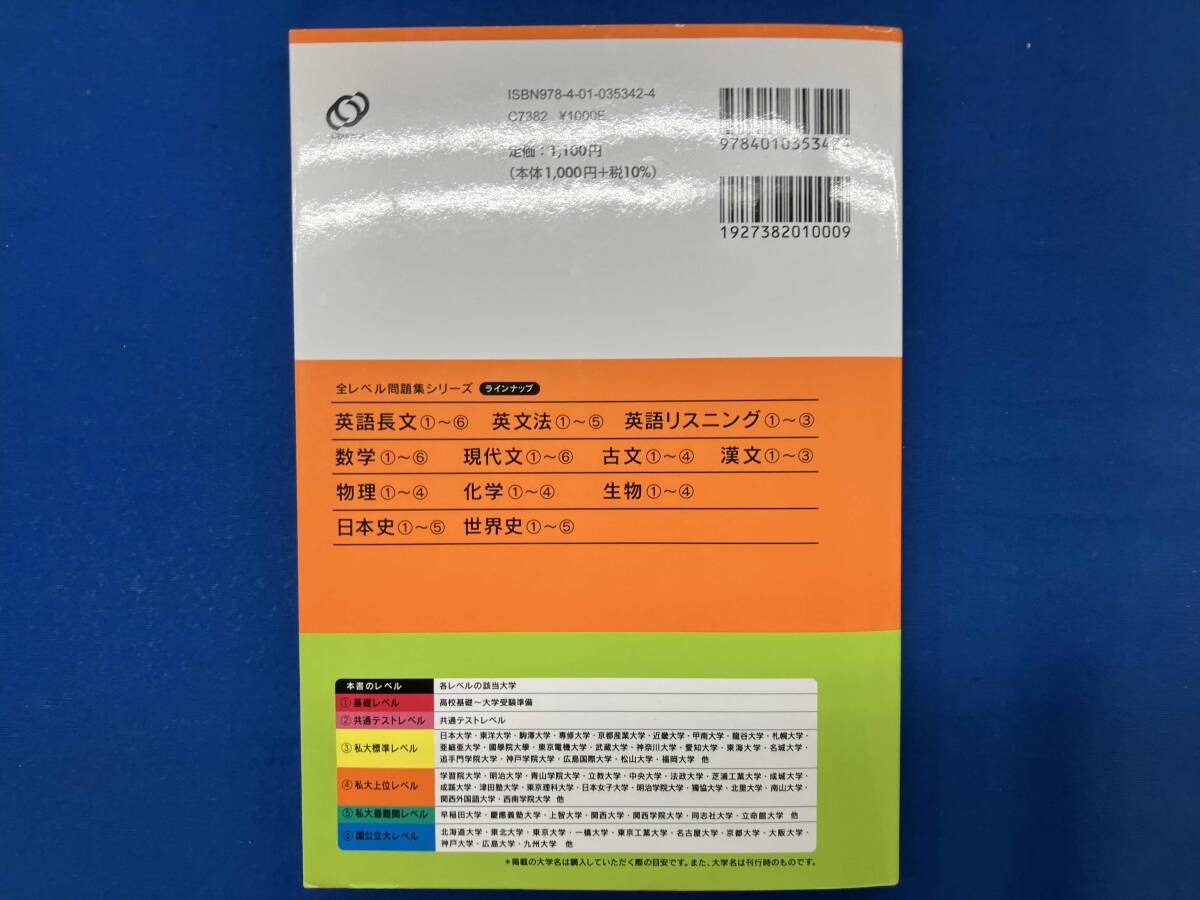 ISBN978-4-01-035342-4
C7382 ¥1000E
定価：1,100円
（本体1,000円＋税10%）
1927382010009
全レベル問題集シリーズ ラインナップ
英語長文①～⑥ 英文法①～⑤ 英語リスニング①～③
数学①～⑥ 現代文①～⑥ 古文①～④ 漢文①～③
物理①～④ 化学①～④ 生物①～④
日本史①～⑤ 世界史①～⑤
本書のレベル 各レベルの該当大学
①基礎レベル 高校基礎～大学受験準備
②共通テストレベル 共通テストレベル
③私大標準レベル
日本大学・東洋大学・駒澤大学・専修大学・京都産業大学・近畿大学・甲南大学・龍谷大学・札幌大学・
亜細亜大学・國學院大學・東京電機大学・武蔵大学・神奈川大学・愛知大学・東海大学・名城大学・
追手門学院大学・神戸学院大学・広島国際大学・松山大学・福岡大学 他
④私大上位レベル
学習院大学・明治大学・青山学院大学・立教大学・中央大学・法政大学・芝浦工業大学・成城大学・
成蹊大学・津田塾大学・東京理科大学・日本女子大学・明治学院大学・獨協大学・北里大学・南山大学・
関西外国語大学・西南学院大学 他
⑤私大最難関レベル 早稲田大学・慶應義塾大学・上智大学・関西大学・関西学院大学・同志社大学・立命館大学 他
⑥国公立大レベル
北海道大学・東北大学・東京大学・一橋大学・東京工業大学・名古屋大学・京都大学・大阪大学・
神戸大学・広島大学・九州大学 他
＊掲載の大学名は購入していただく際の目安です。また、大学名は刊行時のものです。